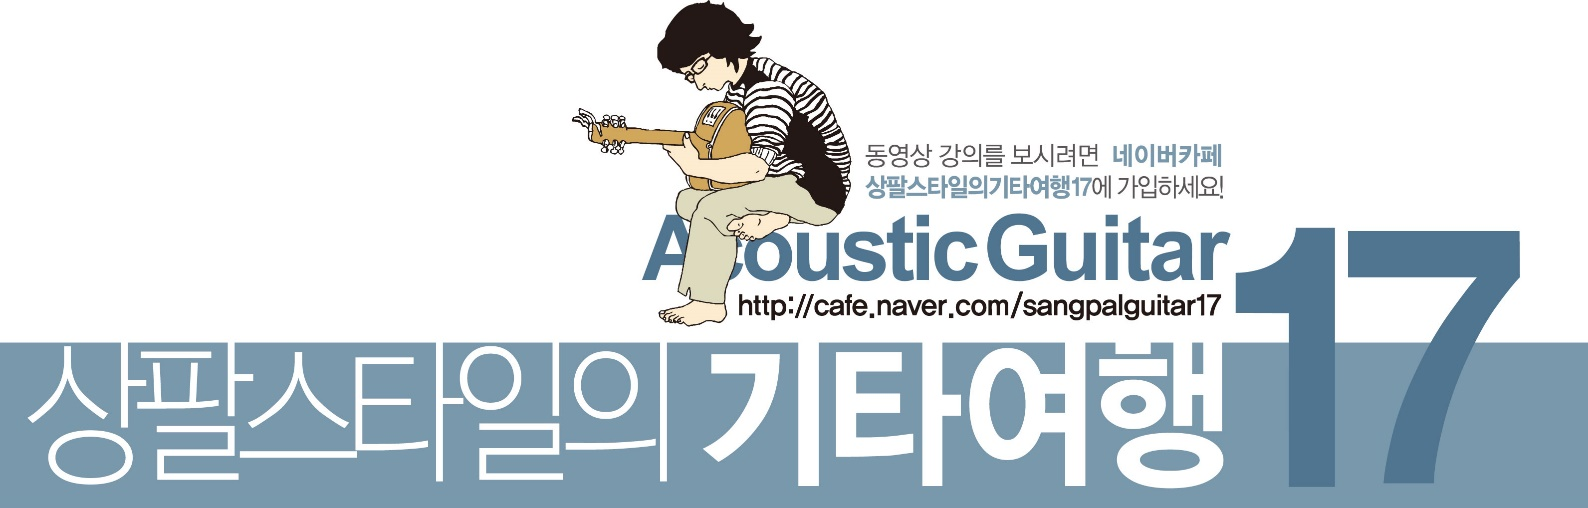 동영상 강의를 보시려면 네이버카페
상팔스타일의기타여행17에 가입하세요!
Acoustic Guitar
http://cafe.naver.com/sangpalguitar17
상팔스타일의 기타여행 17